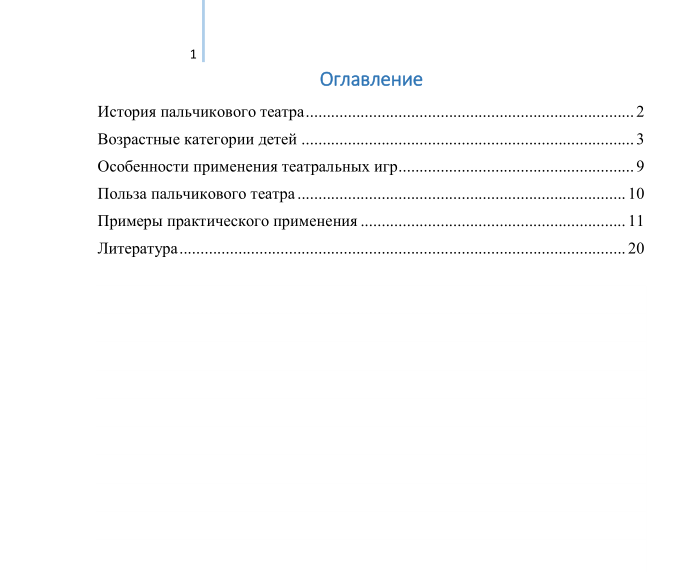 1
Оглавление
История пальчикового театра............................................................................... 2
Возрастные категории детей ................................................................................ 3
Особенности применения театральных игр......................................................... 9
Польза пальчикового театра............................................................................... 10
Примеры практического применения ................................................................ 11
Литература........................................................................................................... 20